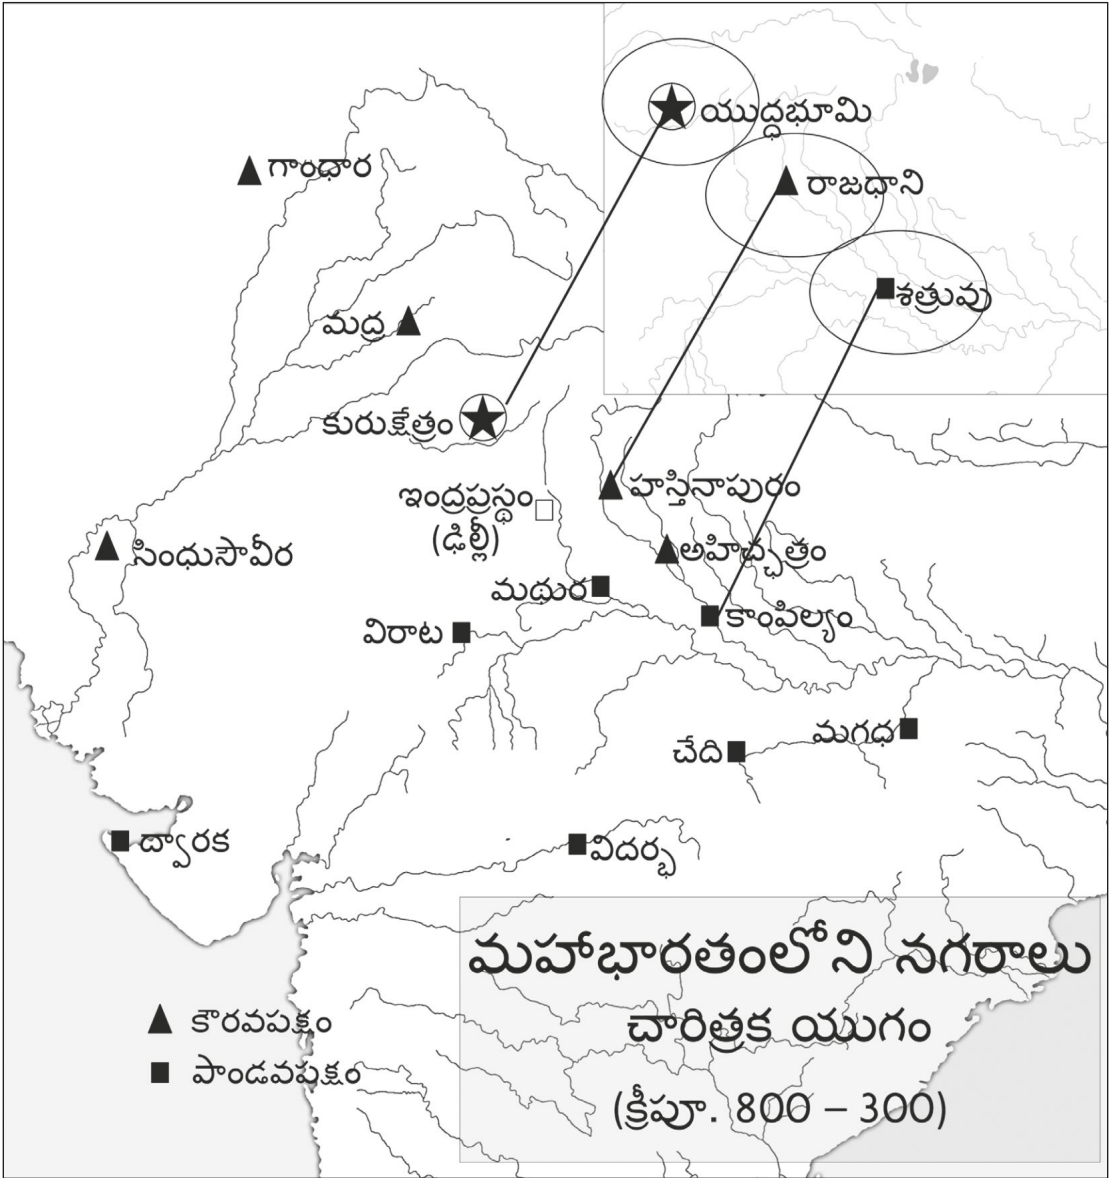 యుద్ధభూమి
గాంధార
రాజధాని
శత్రువు
మద్ర
కురుక్షేత్రం
హస్తినాపురం
ఇంద్రప్రస్థం
(ఢిల్లీ)
సింధుసౌవీర
అహిచ్ఛత్రం
మథుర
కాంపిల్యం
విరాట
మగధ
చేది
ద్వారక
విదర్భ
మహాభారతంలోని నగరాలు
చారిత్రక యుగం
(క్రీపూ. 800 – 300)
కౌరవపక్షం
పాండవపక్షం